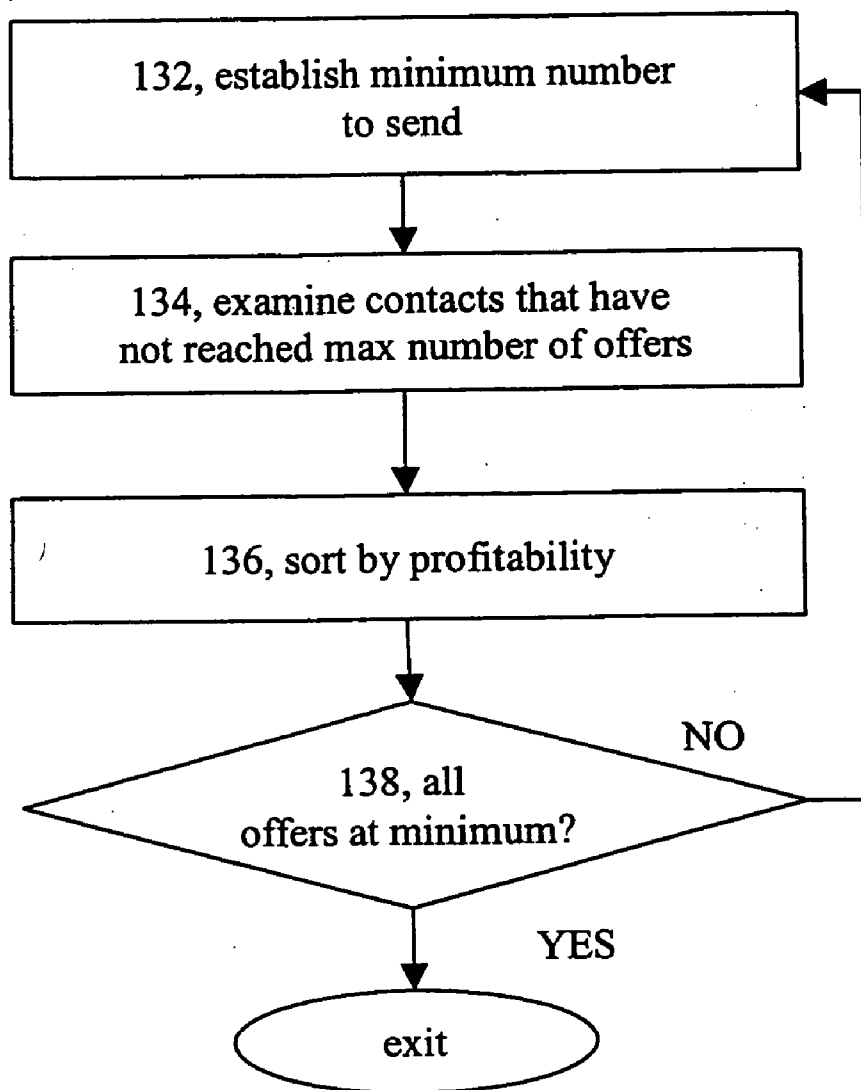 132, establish minimum number
to send
134, examine contacts that have
not reached max number of offers
136, sort by profitability
NO
138, all
offers at minimum?
YES
exit